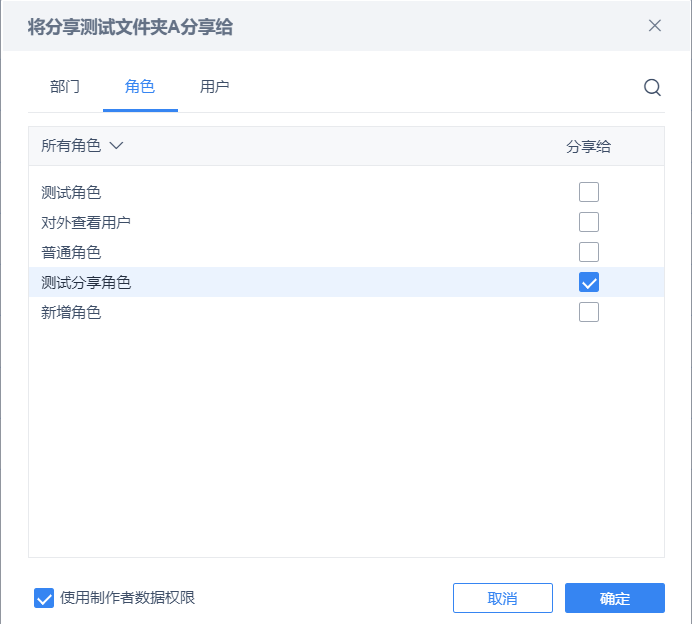 将分享测试文件夹A分享给
部门 角色 用户
所有角色 分享给
测试角色
对外查看用户
普通角色
测试分享角色
新增角色
使用制作者数据权限 取消 确定